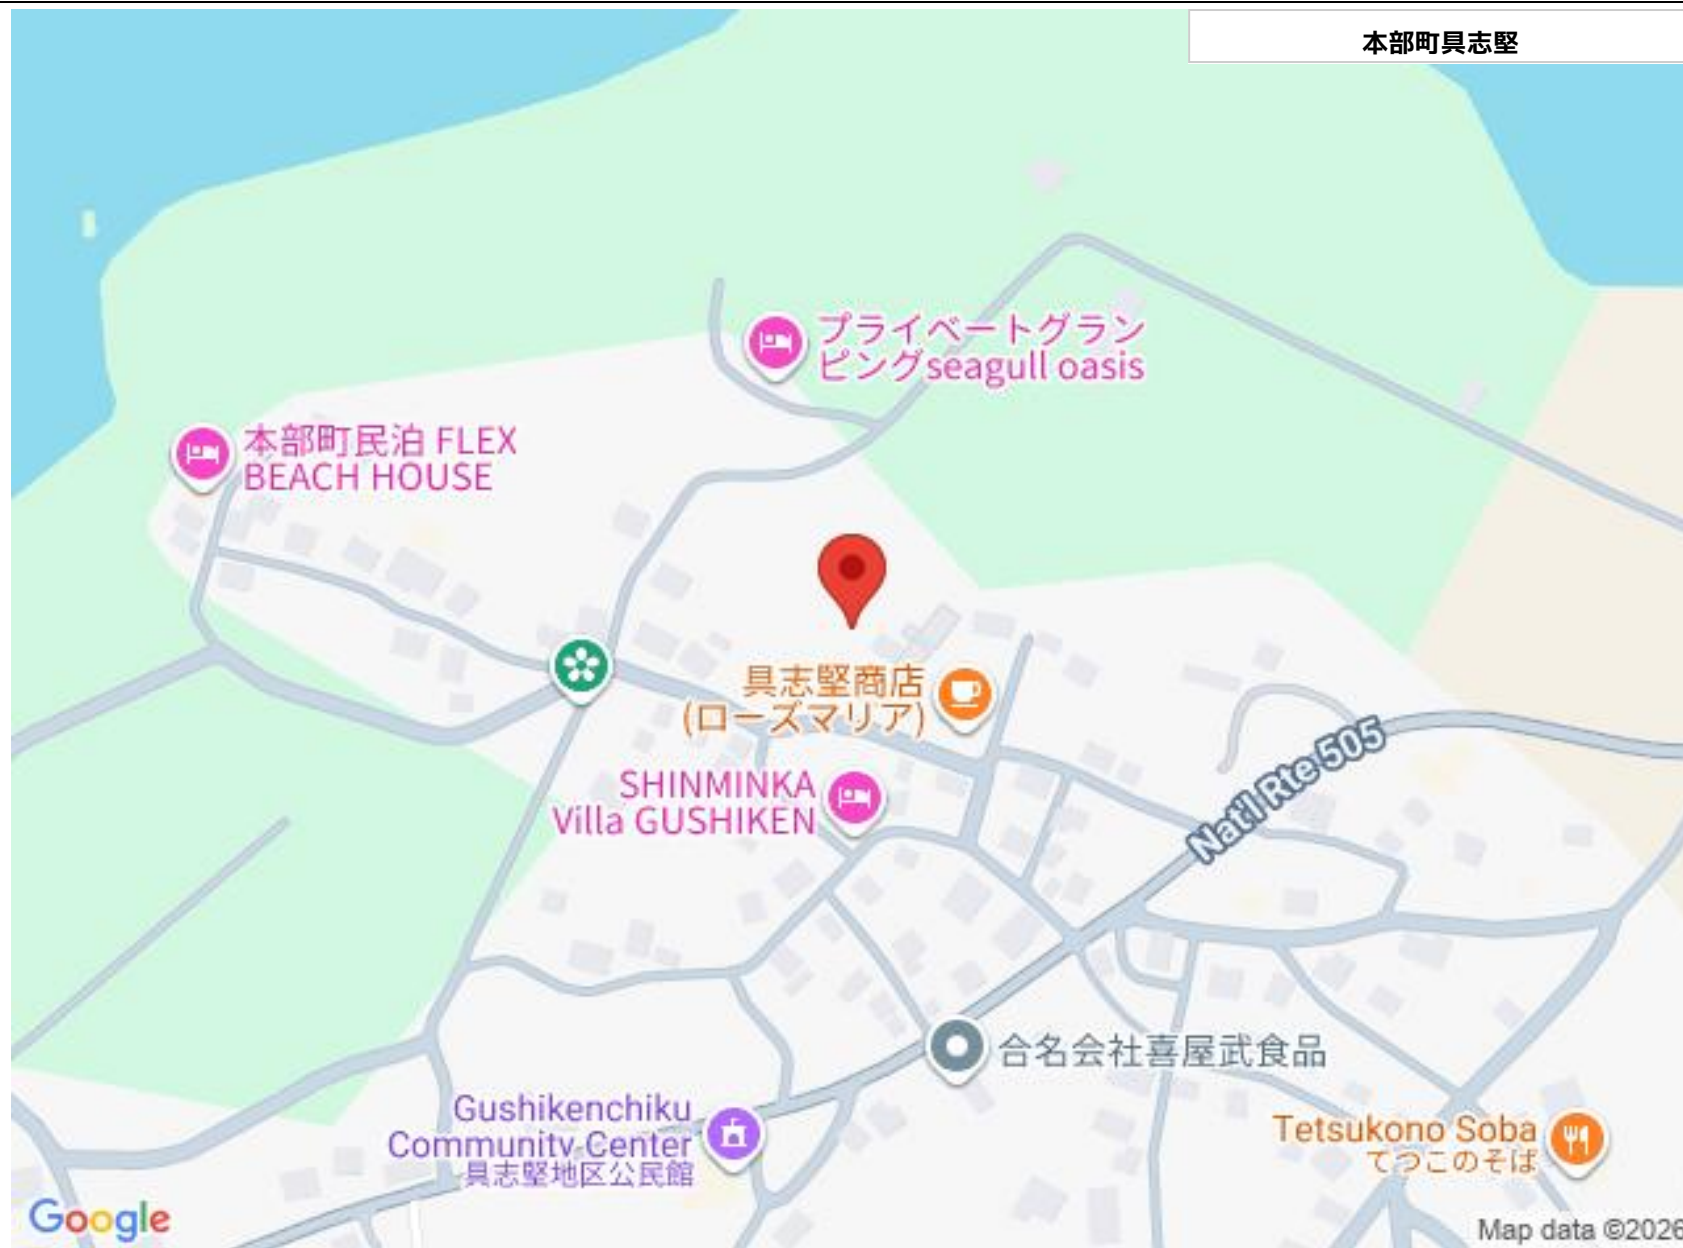 本部町具志堅
プライベートグラン
ピングseagull oasis
本部町民泊 FLEX
BEACH HOUSE
具志堅商店
(ローズマリア)
SHINMINKA
Villa GUSHIKEN
Nat'l Rte 505
合名会社喜屋武食品
Gushikenchiku
Community Center
具志堅地区公民館
Tetsukono Soba
てつこのそば
Google
Map data ©2026